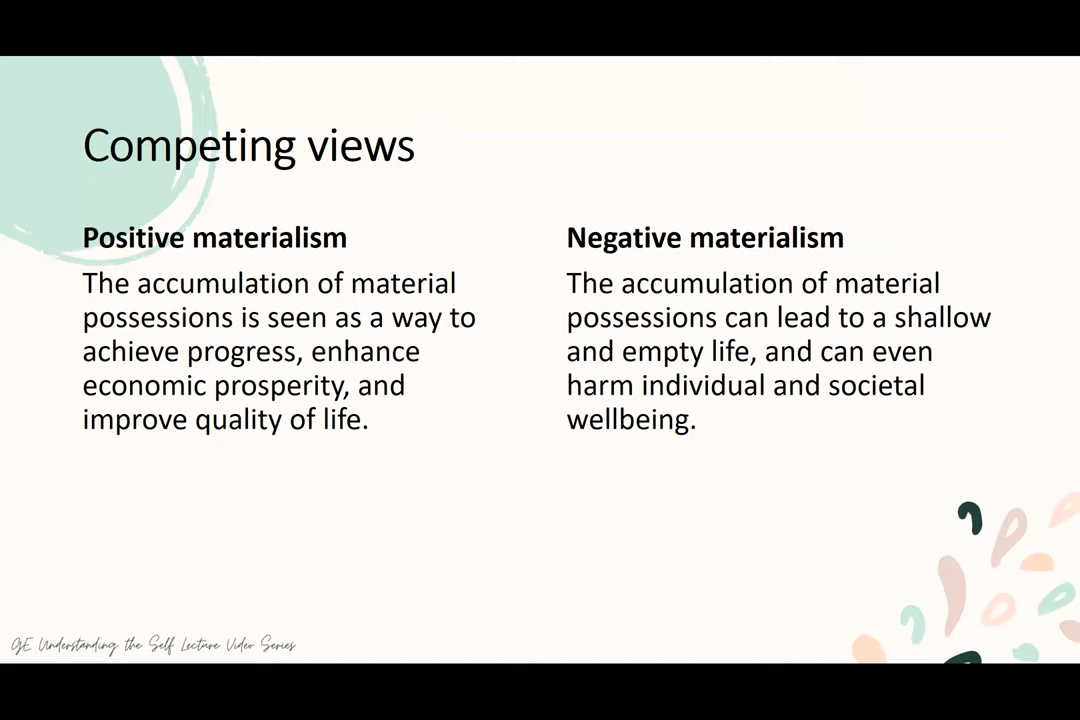 Competing views
Positive materialism
The accumulation of material
possessions is seen as a way to
achieve progress, enhance
economic prosperity, and
improve quality of life.
Negative materialism
The accumulation of material
possessions can lead to a shallow
and empty life, and can even
harm individual and societal
wellbeing.
GE Understanding the Self Lecture Video Series